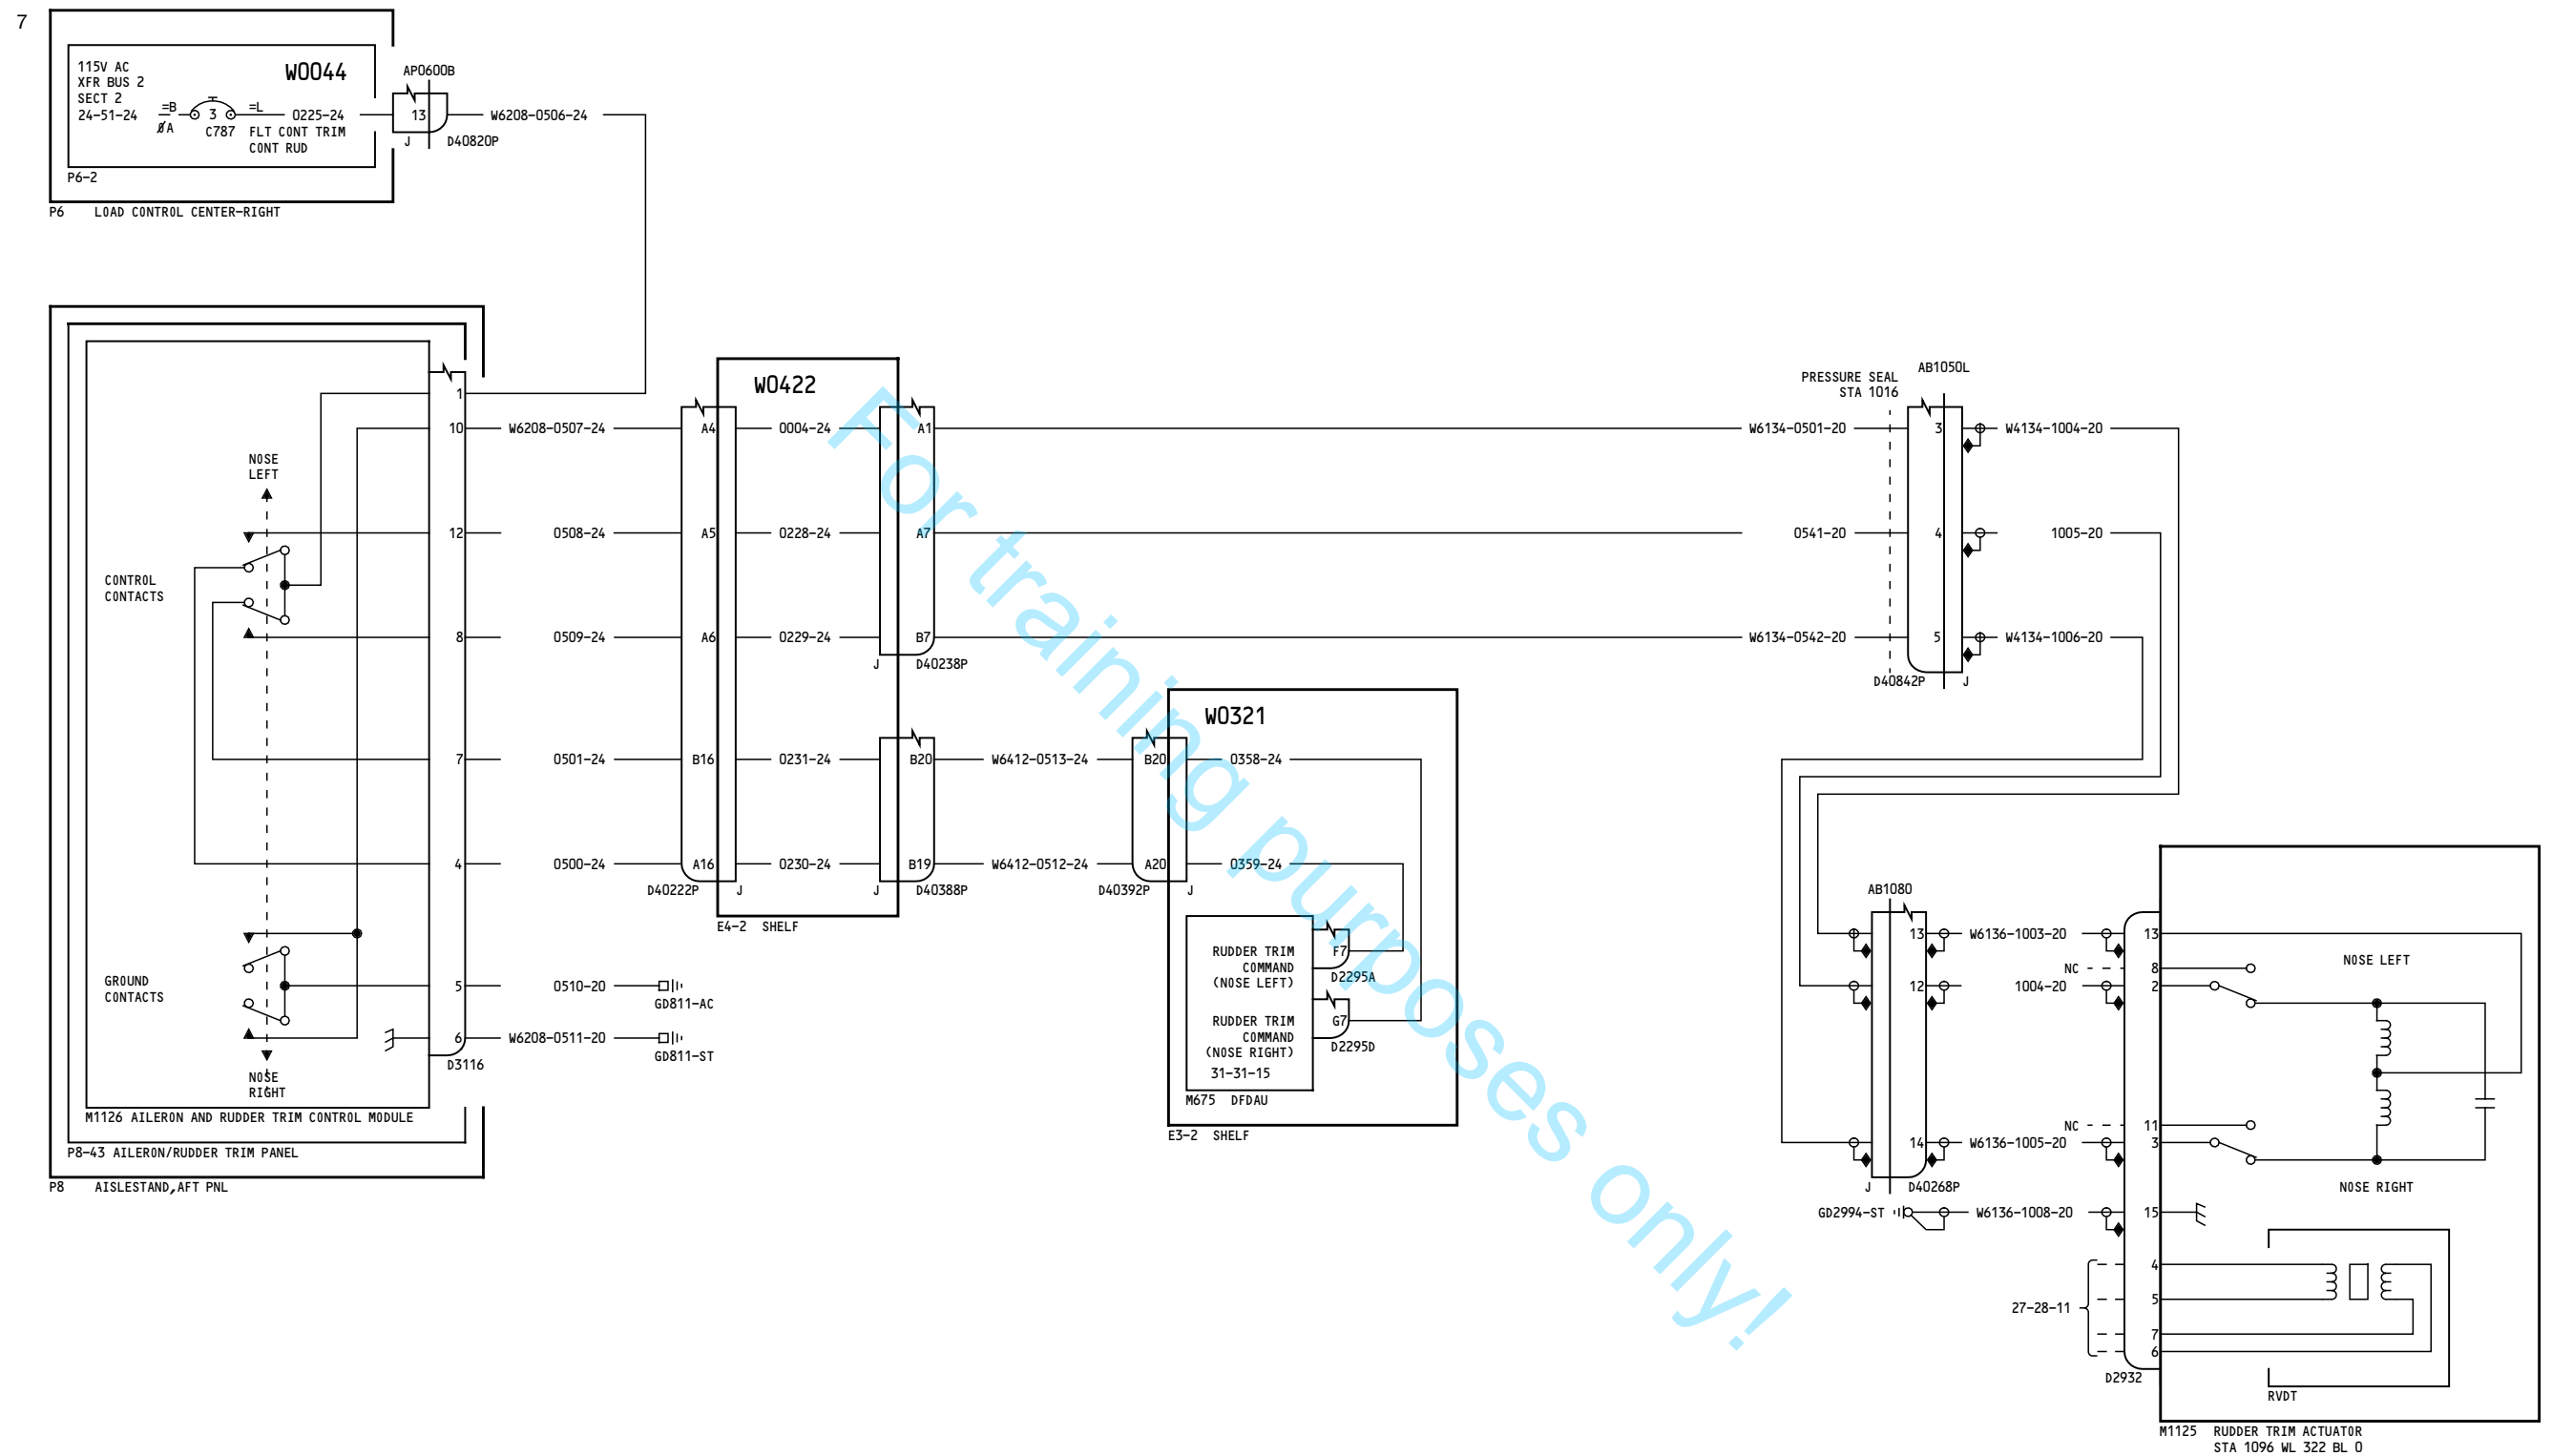 7
115V AC
XFR BUS 2
SECT 2
24-51-24
W0044
=B
ØA
3
C787
=L
0225-24
FLT CONT TRIM
CONT RUD
P6-2
P6 LOAD CONTROL CENTER-RIGHT
AP0600B
13
J
D40820P
W6208-0506-24
NOSE
LEFT
CONTROL
CONTACTS
GROUND
CONTACTS
NOSE
RIGHT
1
10
12
8
7
4
5
6
D3116
M1126 AILERON AND RUDDER TRIM CONTROL MODULE
P8-43 AILERON/RUDDER TRIM PANEL
P8 AISLESTAND,AFT PNL
W6208-0507-24
0508-24
0509-24
0501-24
0500-24
0510-20
GD811-AC
W6208-0511-20
GD811-ST
W0422
A4 0004-24 A1
A5 0228-24 A7
A6 0229-24 B7
J D40238P
B16 0231-24 B20
A16 0230-24 B19
D40222P J
J D40388P
E4-2 SHELF
W6412-0513-24
W6412-0512-24
W0321
B20 0358-24
A20 0359-24
D40392P J
RUDDER TRIM
COMMAND
(NOSE LEFT)
F7
D2295A
RUDDER TRIM
COMMAND
(NOSE RIGHT)
G7
D2295D
31-31-15
M675 DFDAU
E3-2 SHELF
PRESSURE SEAL
STA 1016
AB1050L
W6134-0501-20 3 W4134-1004-20
0541-20 4 1005-20
W6134-0542-20 5 W4134-1006-20
D40842P J
AB1080
13 W6136-1003-20 13
NC 8
12 1004-20 2
NC 11
14 W6136-1005-20 3
J D40268P
GD2994-ST W6136-1008-20 15
27-28-11
4
5
7
6
D2932
NOSE LEFT
NOSE RIGHT
RVDT
M1125 RUDDER TRIM ACTUATOR
STA 1096 WL 322 BL 0
For training purposes only!